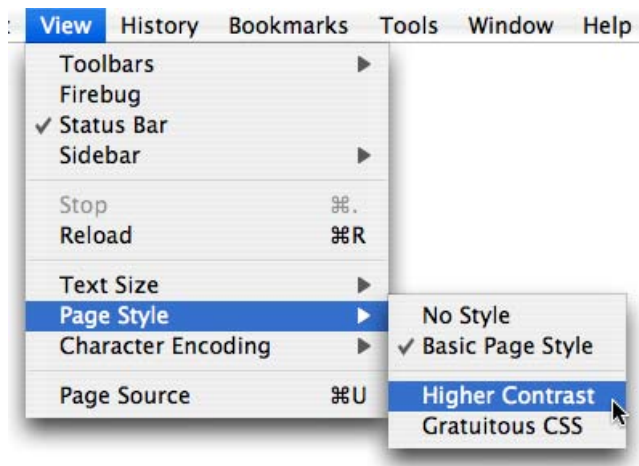 View History Bookmarks Tools Window Help
Toolbars
Firebug
✓ Status Bar
Sidebar
Stop ⌘.
Reload ⌘R
Text Size
Page Style
Character Encoding
Page Source ⌘U
No Style
✓ Basic Page Style
Higher Contrast
Gratuitous CSS